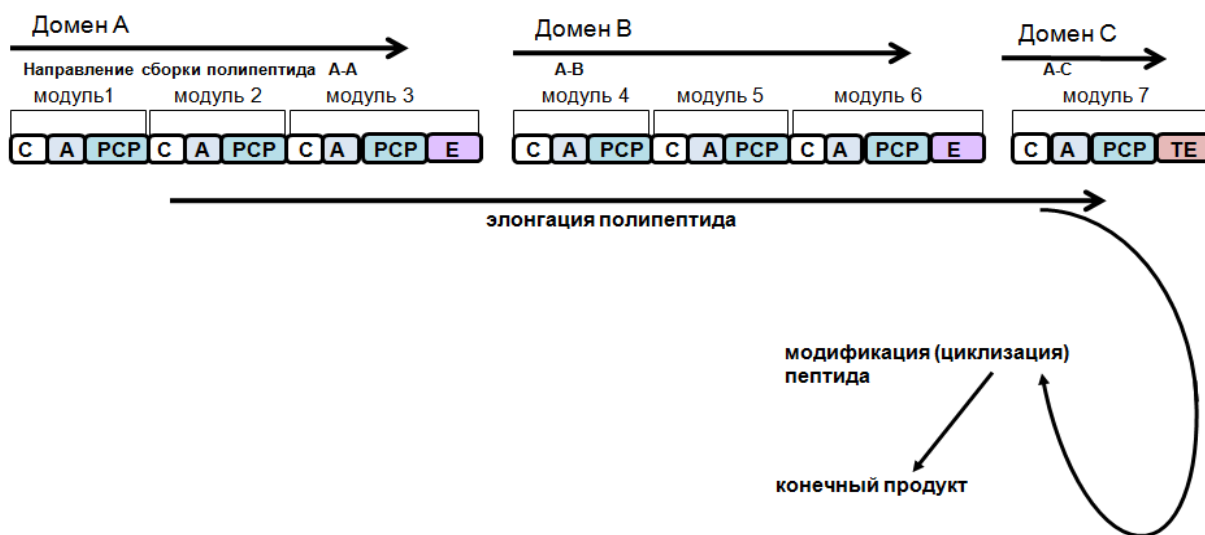 Домен А
Домен В
Домен С
Направление сборки полипептида А-А
А-В
А-С
модуль1
модуль 2
модуль 3
модуль 4
модуль 5
модуль 6
модуль 7
C A PCP C A PCP C A PCP E
C A PCP C A PCP C A PCP E
C A PCP TE
элонгация полипептида
модификация (циклизация)
пептида
конечный продукт